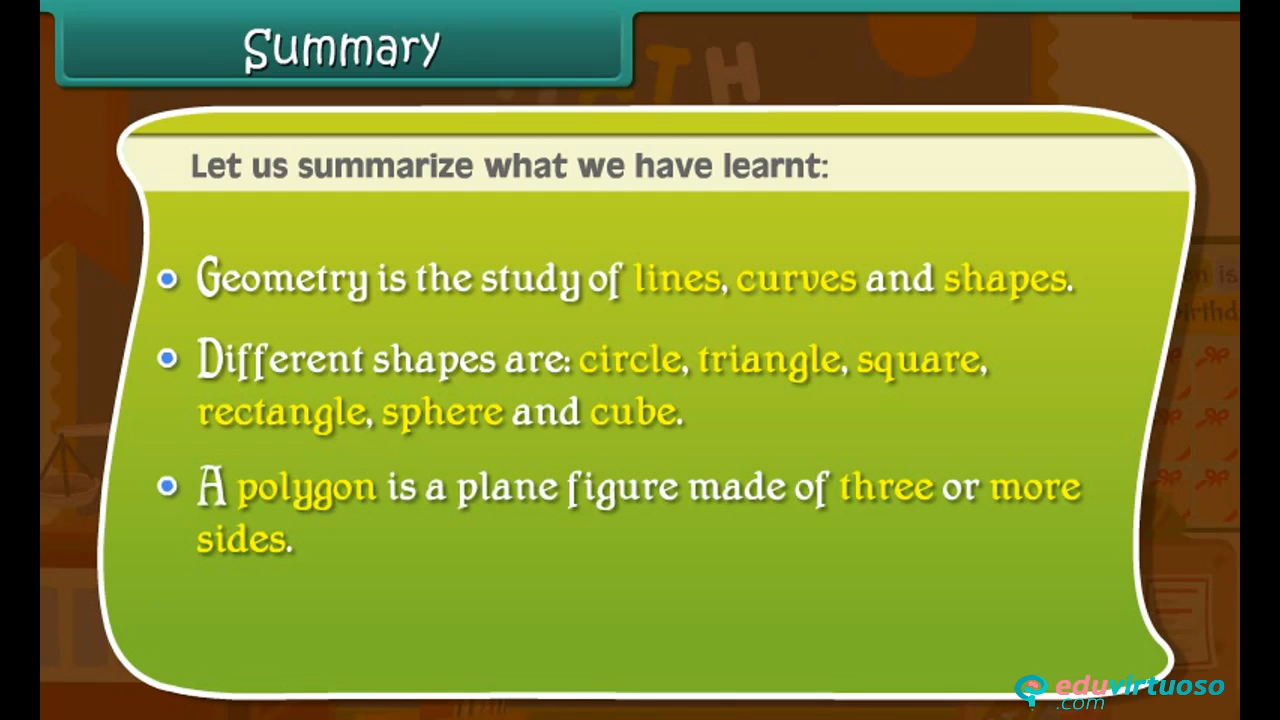 Summary
TH
Let us summarize what we have learnt:
Geometry is the study of lines, curves and shapes.
Different shapes are: circle, triangle, square,
rectangle, sphere and cube.
A polygon is a plane figure made of three or more
sides.
eduvirtuoso
.com